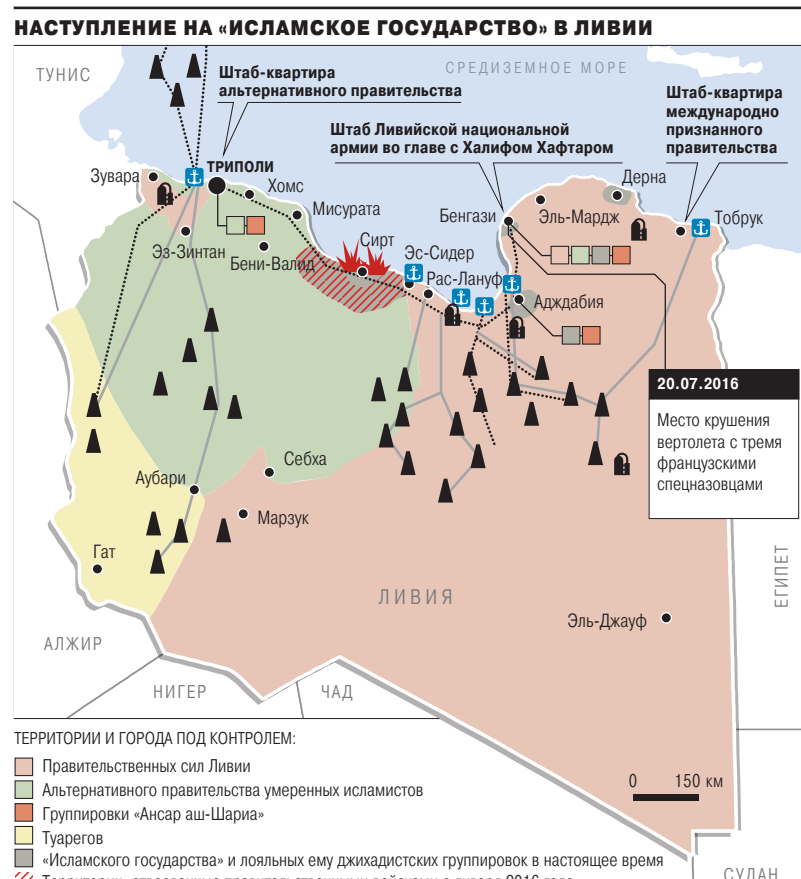 НАСТУПЛЕНИЕ НА «ИСЛАМСКОЕ ГОСУДАРСТВО» В ЛИВИИ
ТУНИС
СРЕДИЗЕМНОЕ МОРЕ
Штаб-квартира
альтернативного правительства
Штаб Ливийской национальной
армии во главе с Халифом Хафтаром
Штаб-квартира
международно
признанного
правительства
Зувара
ТРИПОЛИ
Хомс
Мисурата
Эз-Зинтан
Бени-Валид
Сирт
Эс-Сидер
Рас-Лануф
Бенгази
Эль-Мардж
Дерна
Тобрук
Адждабия
20.07.2016
Место крушения
вертолета с тремя
французскими
спецназовцами
Себха
Аубари
Марзук
Гат
ЛИВИЯ
Эль-Джауф
ЕГИПЕТ
АЛЖИР
НИГЕР
ЧАД
СУДАН
0 150 км
ТЕРРИТОРИИ И ГОРОДА ПОД КОНТРОЛЕМ:
Правительственных сил Ливии
Альтернативного правительства умеренных исламистов
Группировки «Ансар аш-Шариа»
Туарегов
«Исламского государства» и лояльных ему джихадистских группировок в настоящее время